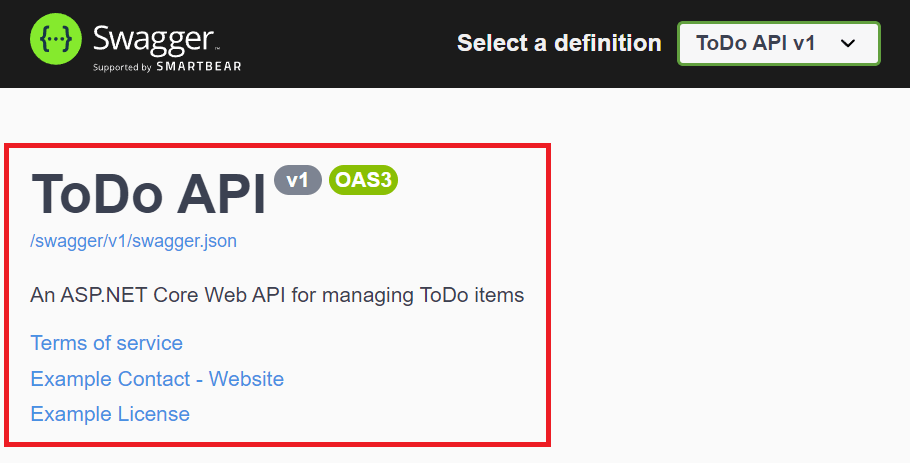 {···} Swagger™
Supported by SMARTBEAR
Select a definition
ToDo API v1
ToDo API v1 OAS3
/swagger/v1/swagger.json
An ASP.NET Core Web API for managing ToDo items
Terms of service
Example Contact - Website
Example License